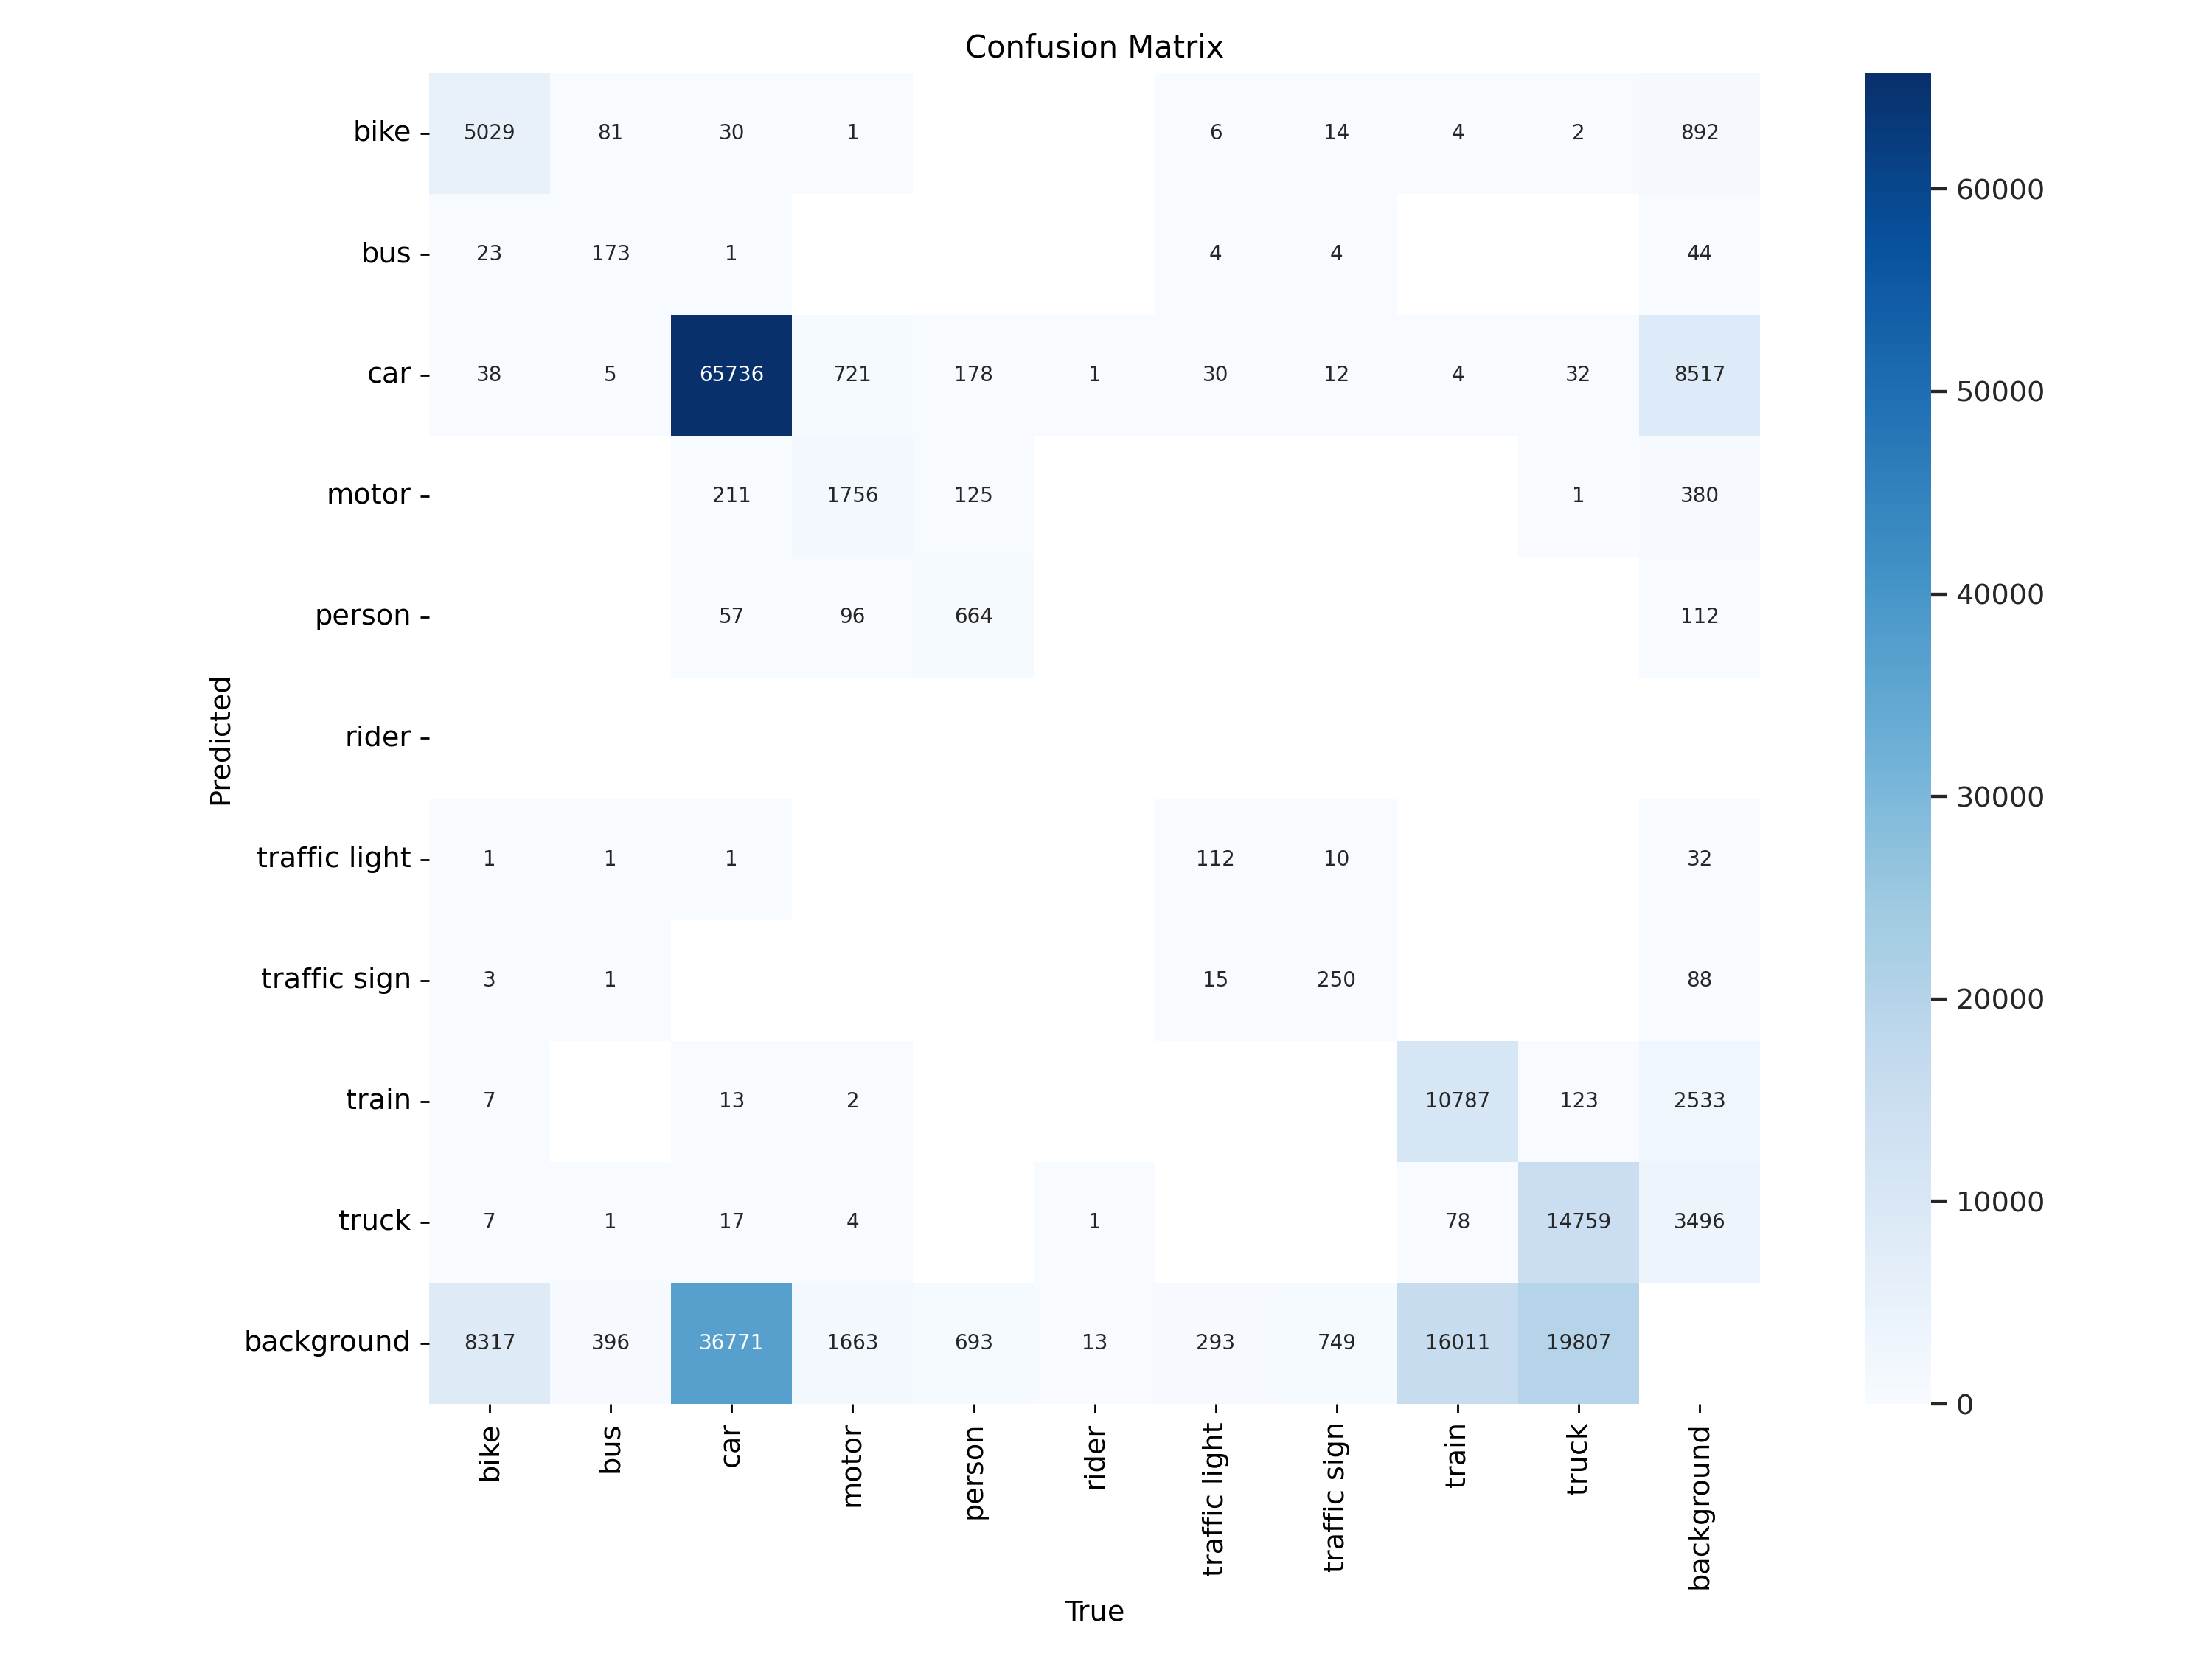 Confusion Matrix
bike 5029 81 30 1 6 14 4 2 892
bus 23 173 1 4 4 44
car 38 5 65736 721 178 1 30 12 4 32 8517
motor 211 1756 125 1 380
person 57 96 664 112
rider
traffic light 1 1 1 112 10 32
traffic sign 3 1 15 250 88
train 7 13 2 10787 123 2533
truck 7 1 17 4 1 78 14759 3496
background 8317 396 36771 1663 693 13 293 749 16011 19807
bike bus car motor person rider traffic light traffic sign train truck background
True
Predicted
60000
50000
40000
30000
20000
10000
0